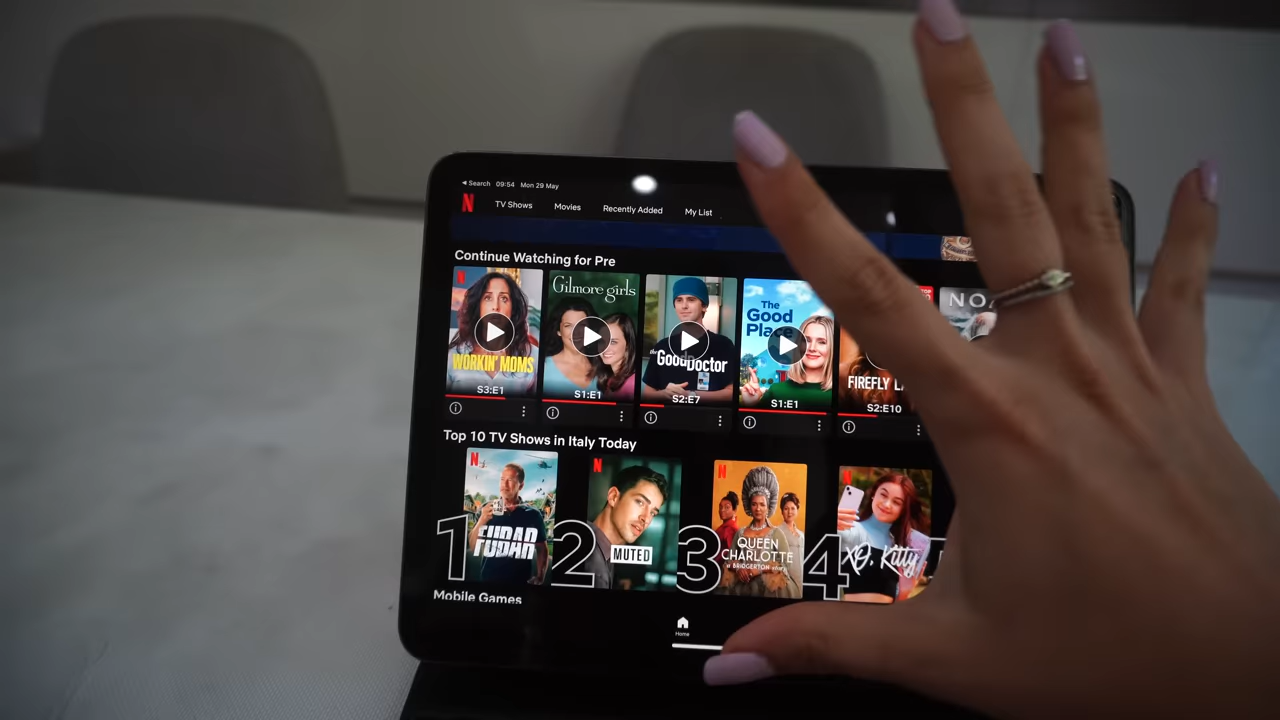 ◀ Search 09:54 Mon 29 May
N TV Shows Movies Recently Added My List
Continue Watching for Pre
N
WORKIN' MOMS
S3:E1
Gilmore girls
S1:E1
the Good Doctor
S2:E7
The Good Place
S1:E1
FIREFLY
S2:E10
Top 10 TV Shows in Italy Today
1
N
FUBAR
2
N
MUTED
3
N
QUEEN
CHARLOTTE
a BRIDGERTON story
4
N
XO, Kitty
Mobile Games
Home